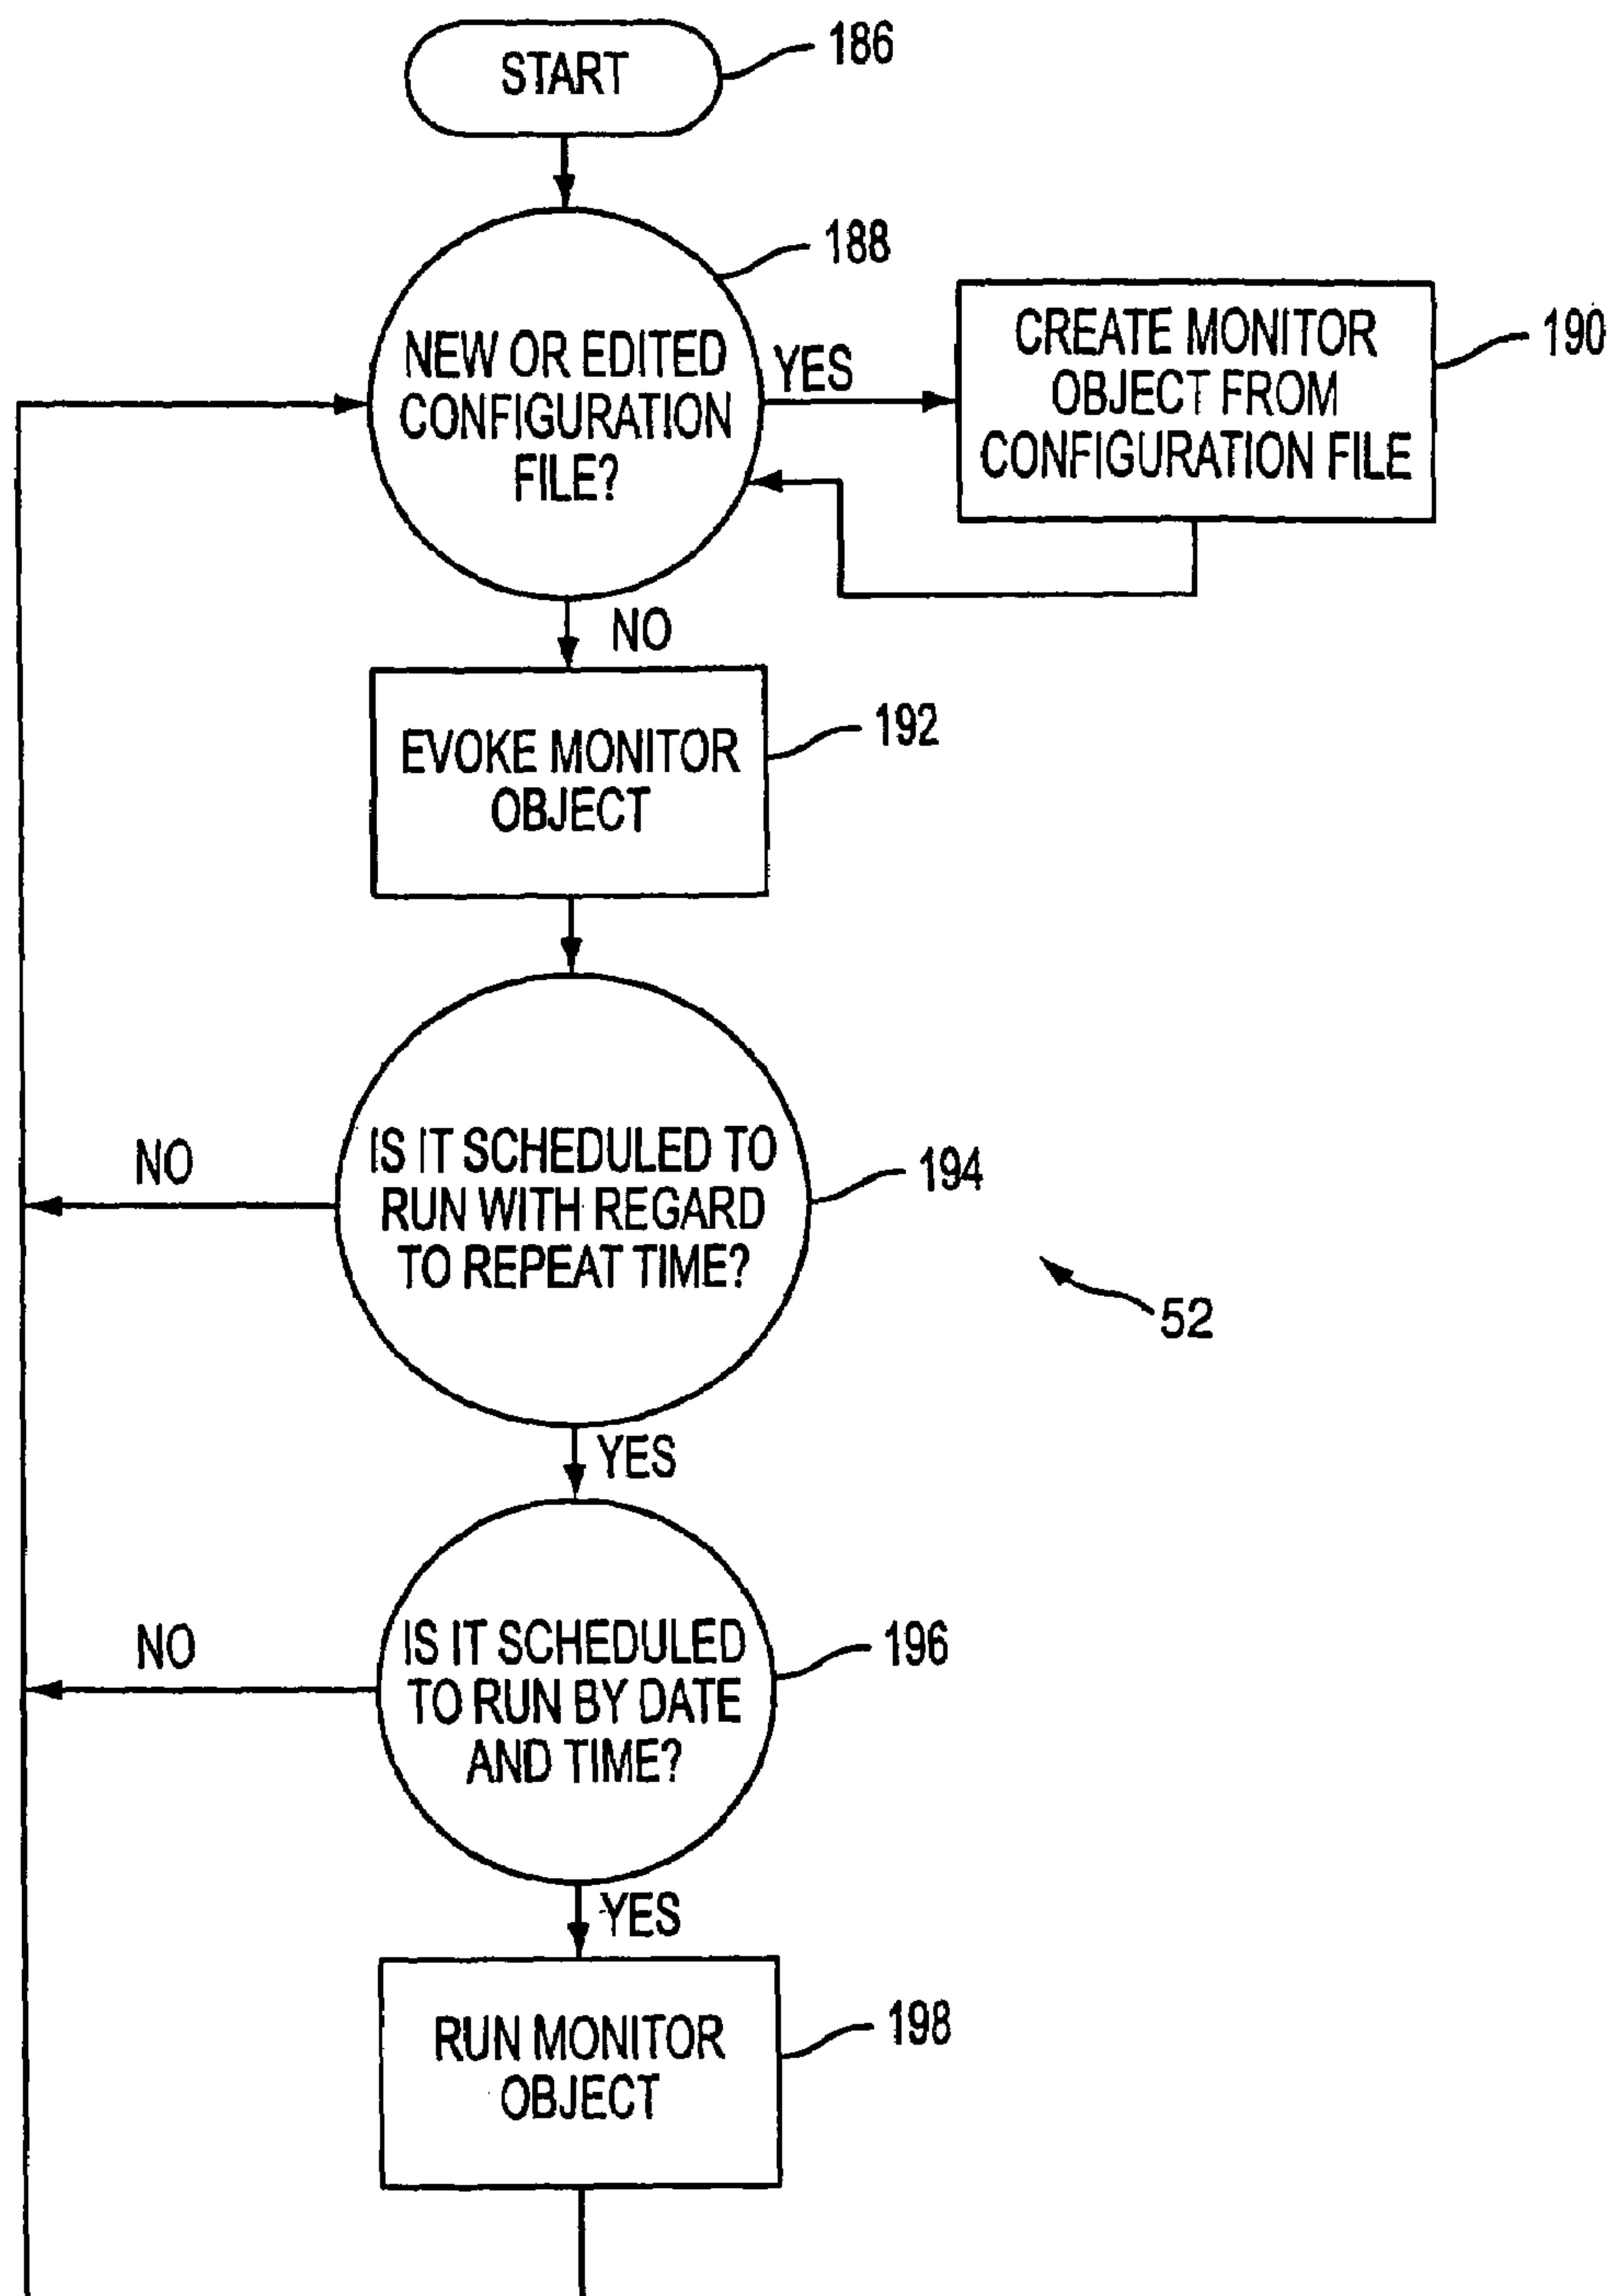 START
186
188
NEW OR EDITED
CONFIGURATION
FILE?
YES
CREATE MONITOR
OBJECT FROM
CONFIGURATION FILE
190
NO
192
EVOKE MONITOR
OBJECT
194
IS IT SCHEDULED TO
RUN WITH REGARD
TO REPEAT TIME?
NO
52
YES
196
IS IT SCHEDULED
TO RUN BY DATE
AND TIME?
NO
YES
198
RUN MONITOR
OBJECT